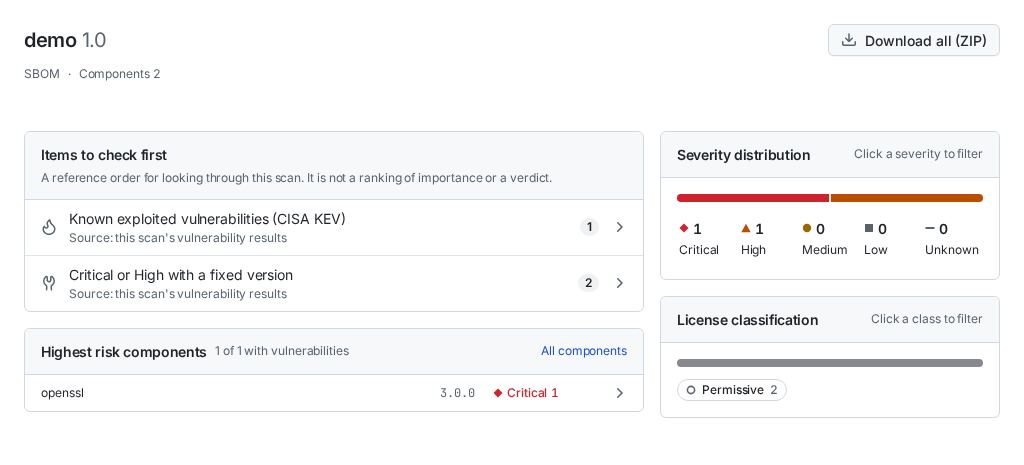 demo 1.0
Download all (ZIP)
SBOM · Components 2
Items to check first
A reference order for looking through this scan. It is not a ranking of importance or a verdict.
Known exploited vulnerabilities (CISA KEV)
Source: this scan's vulnerability results
1
Critical or High with a fixed version
Source: this scan's vulnerability results
2
Highest risk components 1 of 1 with vulnerabilities
All components
openssl 3.0.0 Critical 1
Severity distribution
Click a severity to filter
1 1 0 0 0
Critical High Medium Low Unknown
License classification
Click a class to filter
Permissive 2